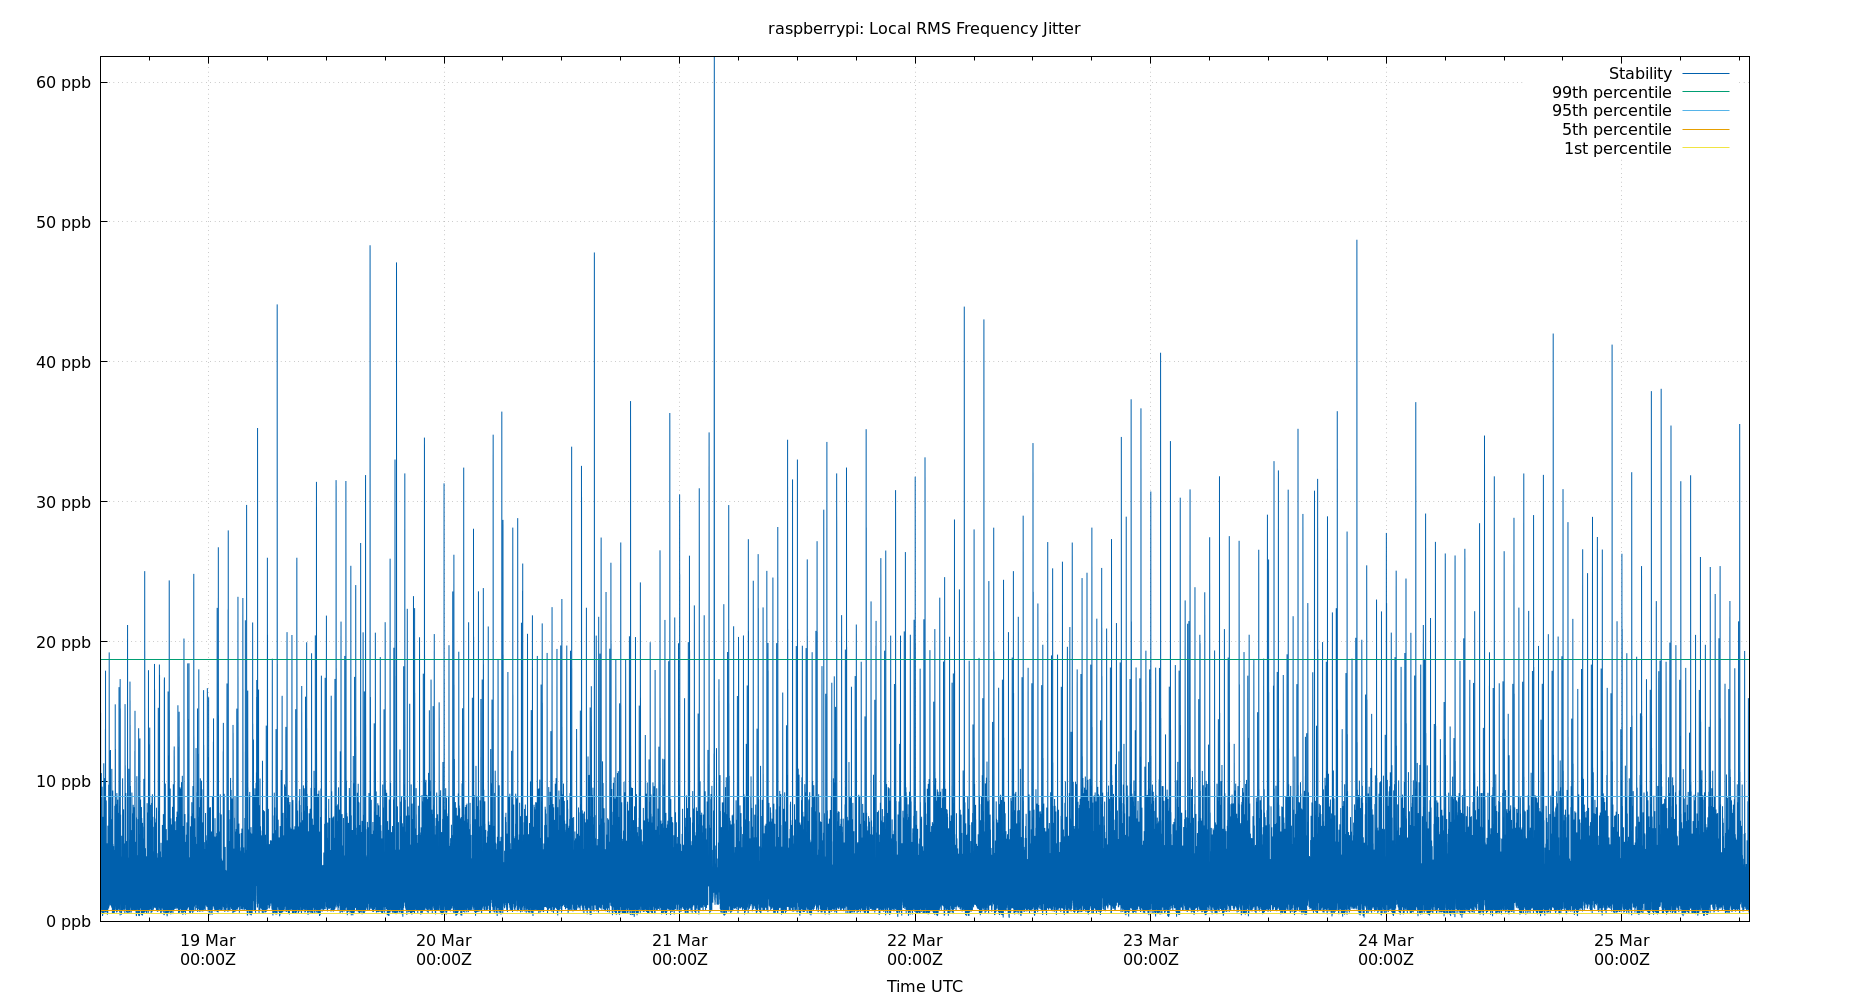 raspberrypi: Local RMS Frequency Jitter
60 ppb
50 ppb
40 ppb
30 ppb
20 ppb
10 ppb
0 ppb
Stability
99th percentile
95th percentile
5th percentile
1st percentile
19 Mar
00:00Z
20 Mar
00:00Z
21 Mar
00:00Z
22 Mar
00:00Z
23 Mar
00:00Z
24 Mar
00:00Z
25 Mar
00:00Z
Time UTC